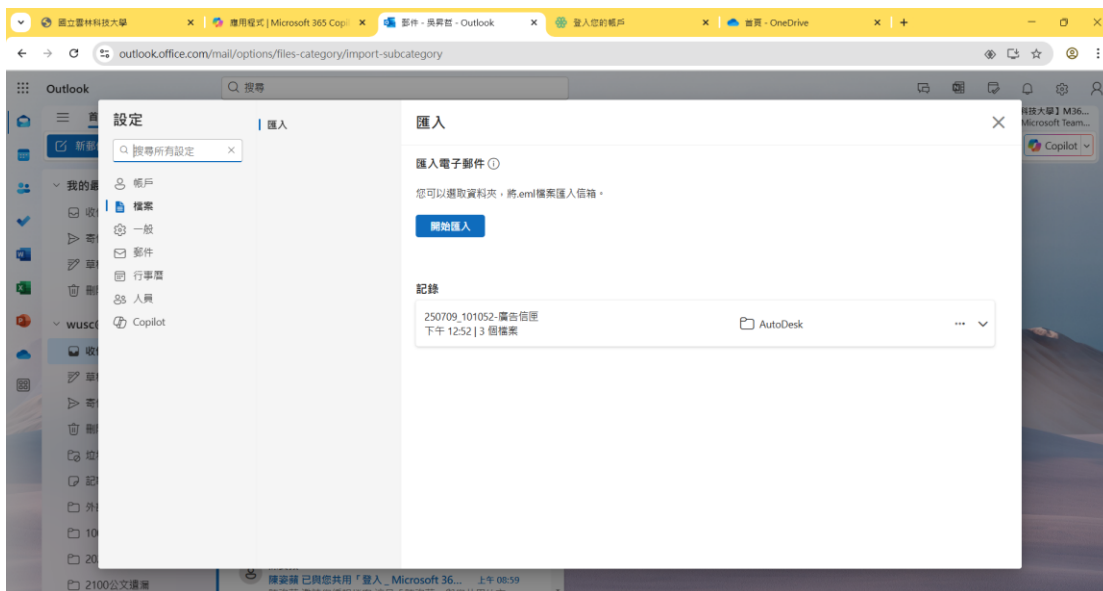 國立雲林科技大學
應用程式 | Microsoft 365 Copil
郵件 - 吳昇哲 - Outlook
登入您的帳戶
首頁 - OneDrive
outlook.office.com/mail/options/files-category/import-subcategory
Outlook
搜尋
科技大學】M36...
Microsoft Team...
首
新郵
Copilot
設定
匯入
匯入
搜尋所有設定
匯入電子郵件
我的最
帳戶
您可以選取資料夾,將.eml檔案匯入信箱。
檔案
開始匯入
收
一般
寄
郵件
草
行事曆
刪
人員
記錄
250709_101052-廣告信匣
AutoDesk
下午 12:52 | 3 個檔案
wusc
Copilot
收
草
寄
刪
垃
記
外
10
20
陳姿蘋 已與您共用「登入 _ Microsoft 36...
上午 08:59
2100公文遺漏